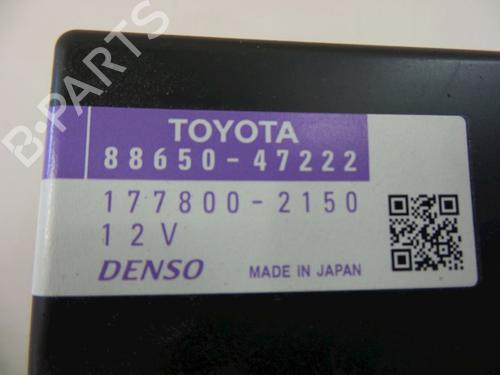 B-PARTS
TOYOTA
88650-47222
177800-2150
12V
DENSO MADE IN JAPAN